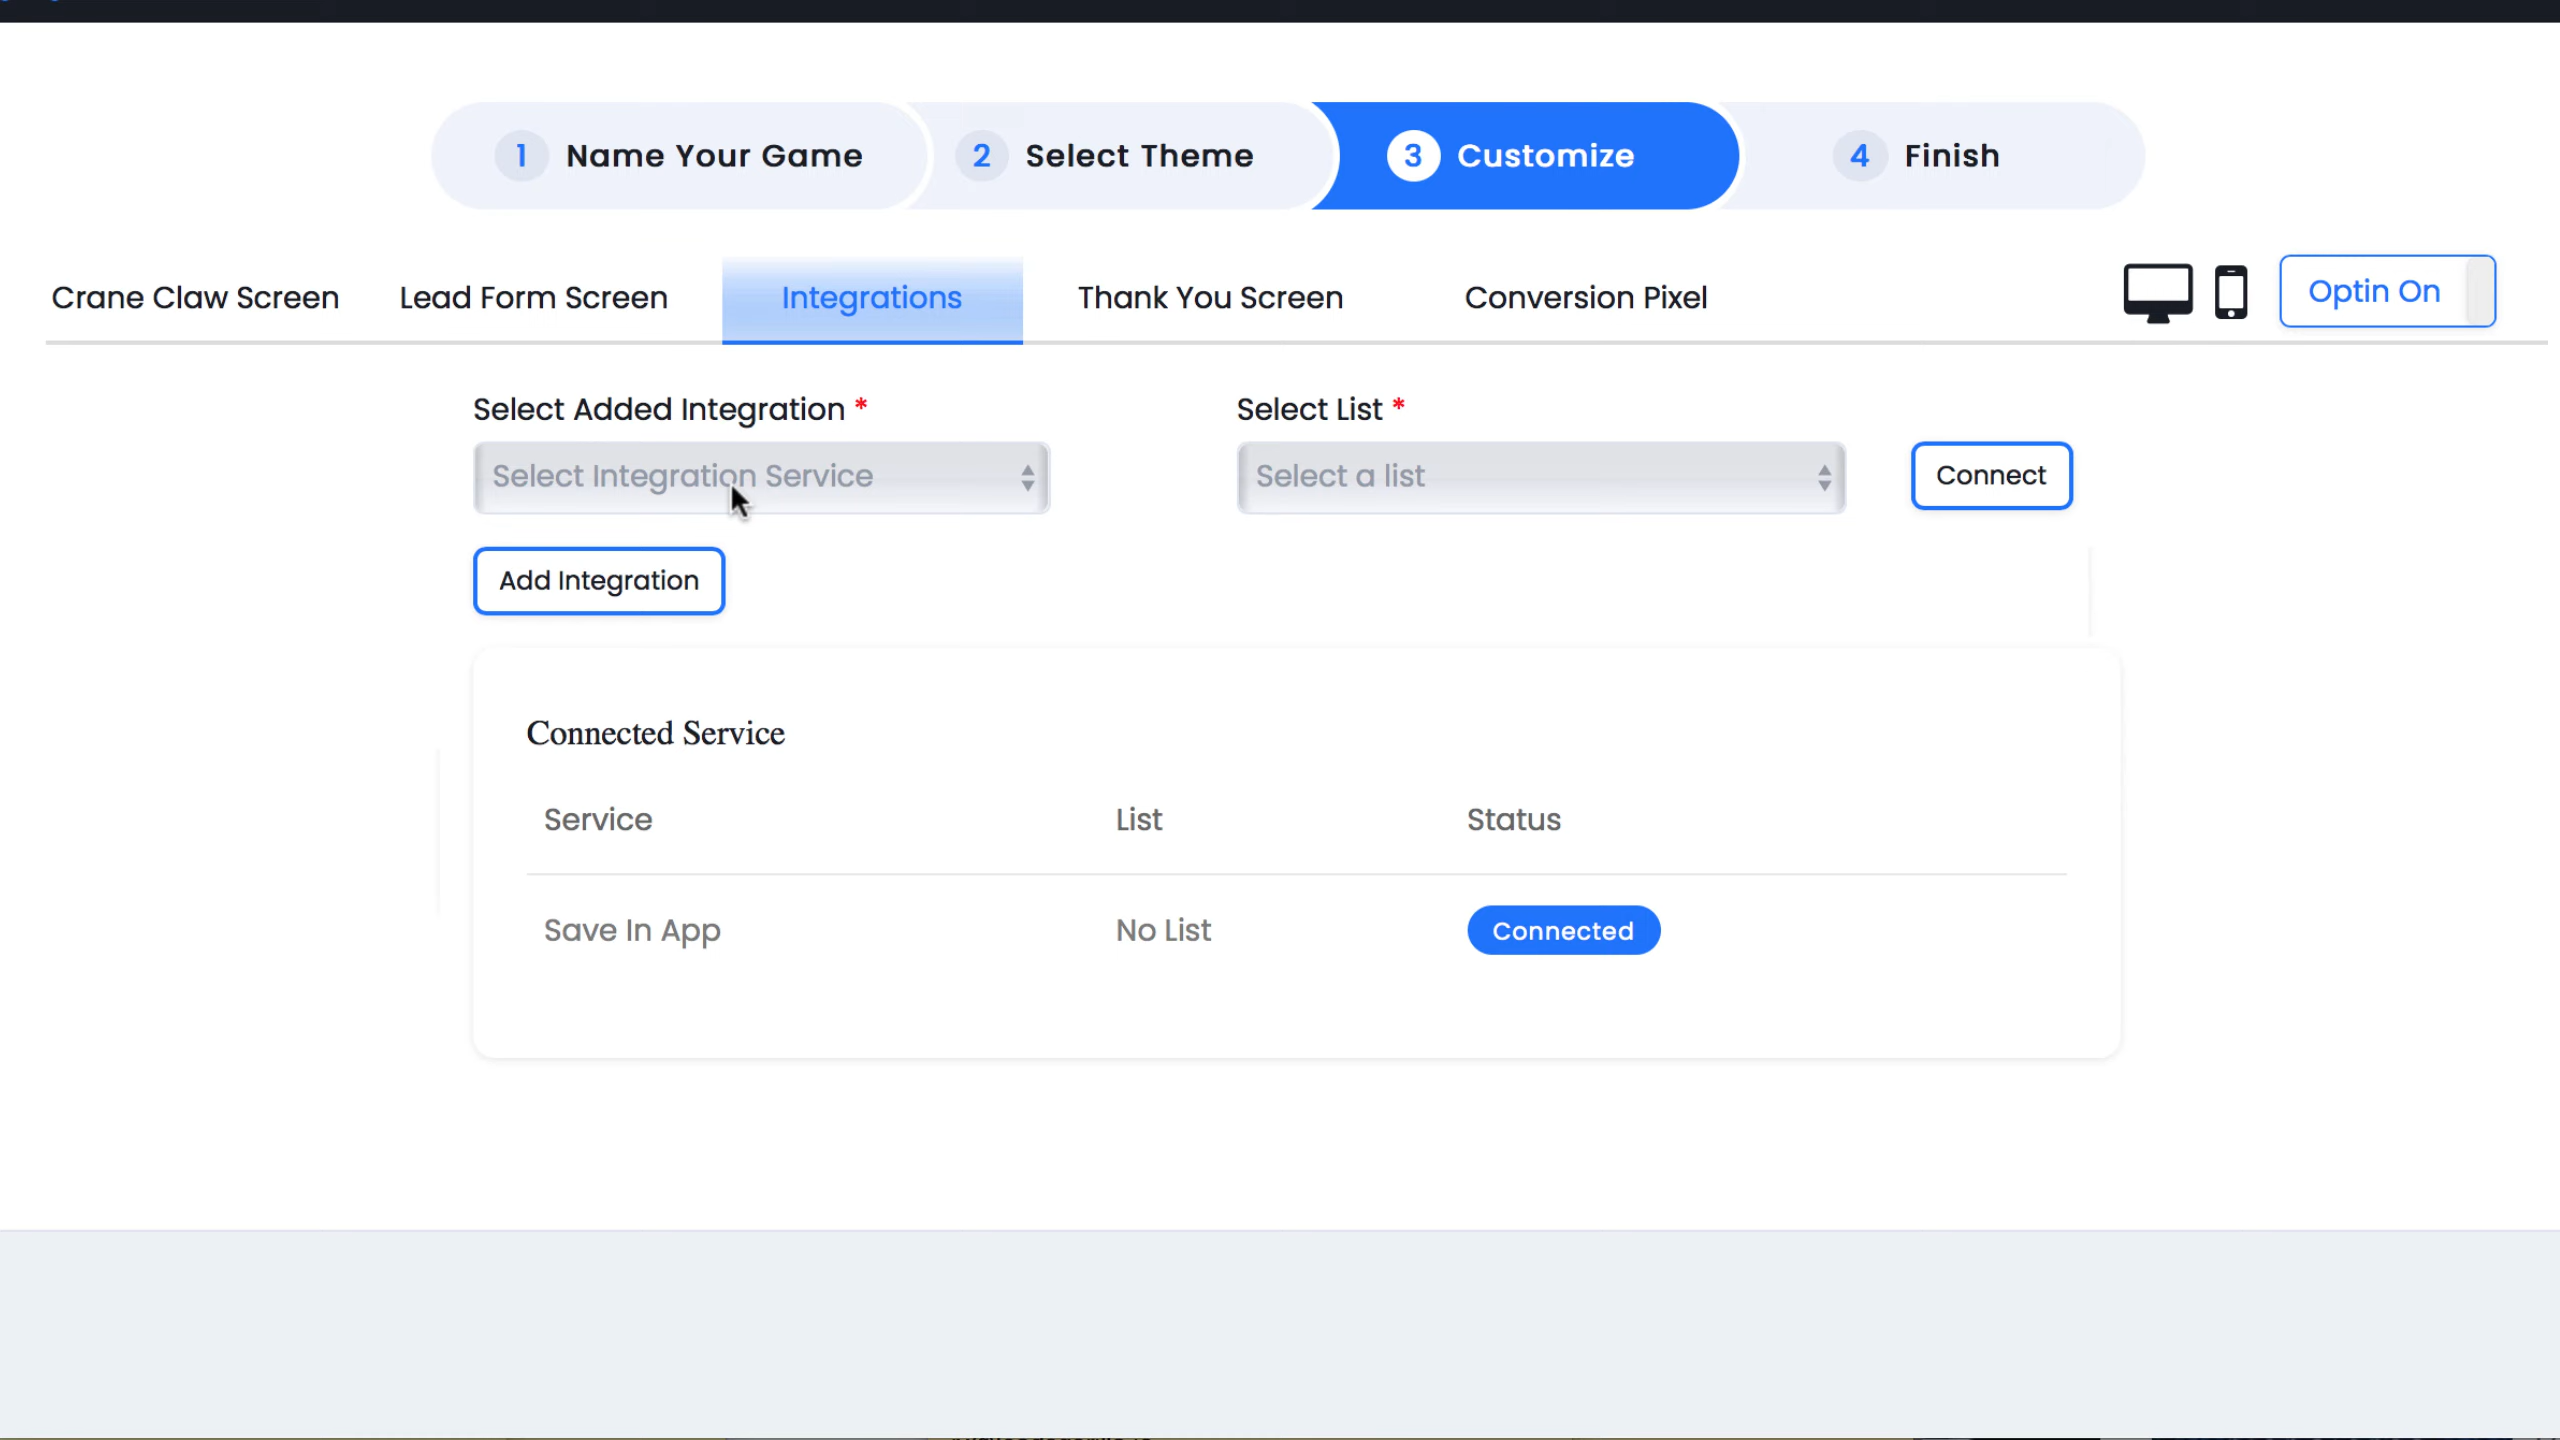 1 Name Your Game 2 Select Theme 3 Customize 4 Finish
Crane Claw Screen Lead Form Screen Integrations Thank You Screen Conversion Pixel Optin On
Select Added Integration * Select List *
Select Integration Service Select a list Connect
Add Integration
Connected Service
Service List Status
Save In App No List Connected